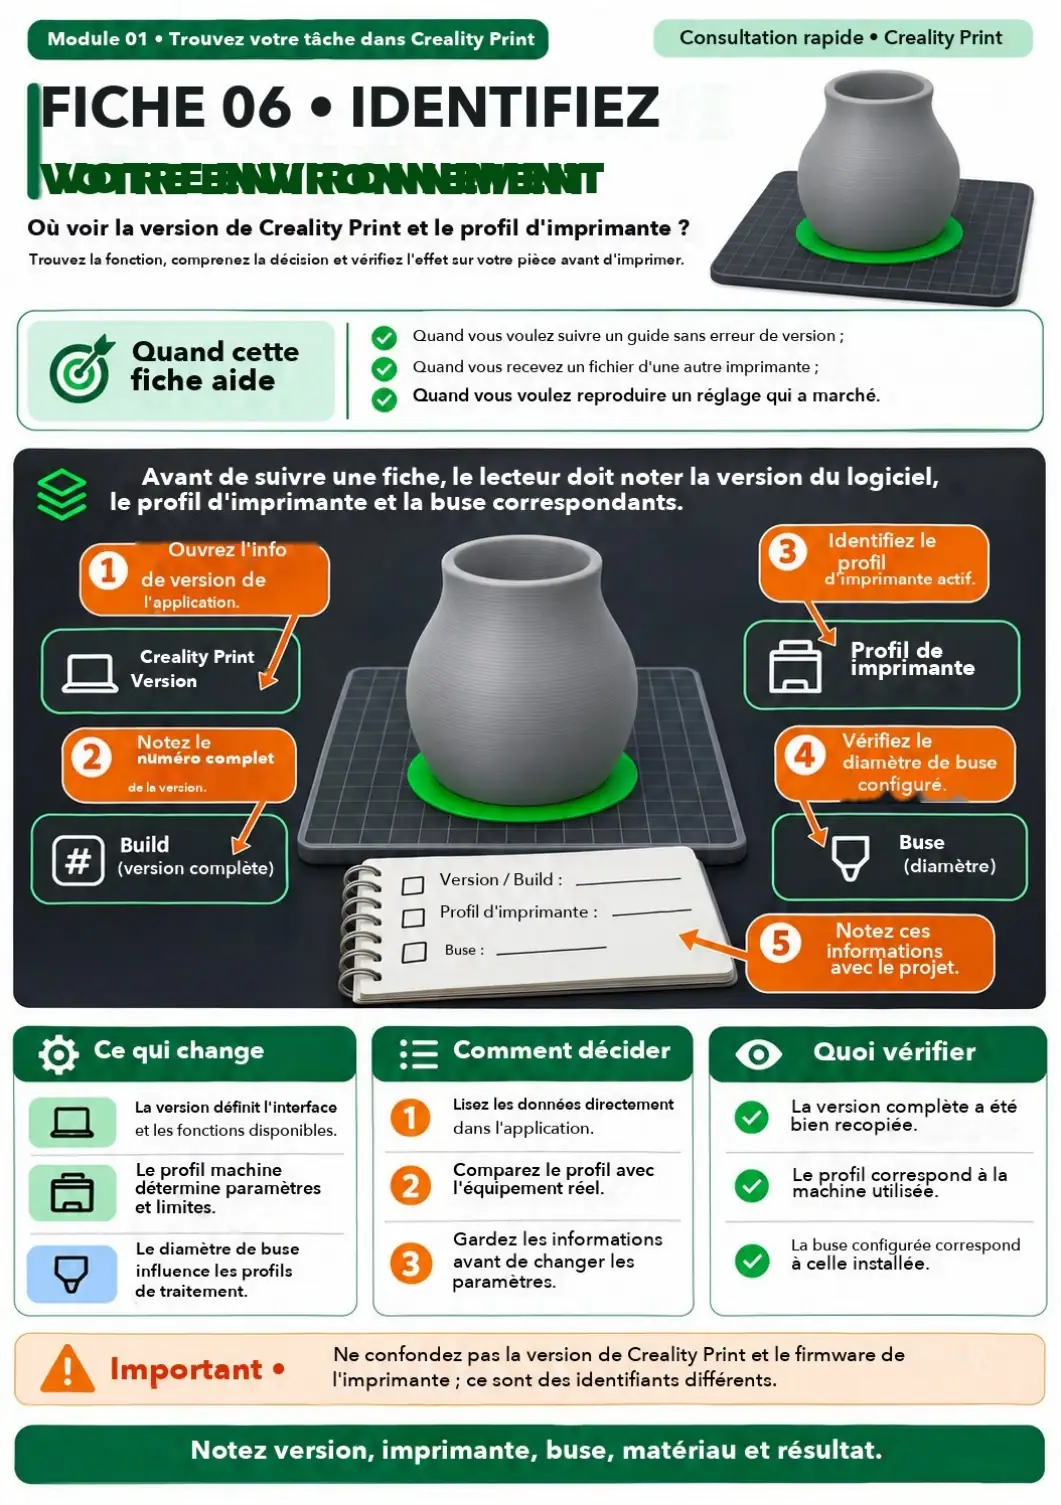 Module 01 • Trouvez votre tâche dans Creality Print
Consultation rapide • Creality Print
FICHE 06 • IDENTIFIEZ
Où voir la version de Creality Print et le profil d'imprimante ?
Trouvez la fonction, comprenez la décision et vérifiez l'effet sur votre pièce avant d'imprimer.
Quand cette
fiche aide
Quand vous voulez suivre un guide sans erreur de version ;
Quand vous recevez un fichier d'une autre imprimante ;
Quand vous voulez reproduire un réglage qui a marché.
Avant de suivre une fiche, le lecteur doit noter la version du logiciel,
le profil d'imprimante et la buse correspondants.
1
Ouvrez l'info
de version de
l'application.
Creality Print
Version
2
Notez le
numéro complet
de la version.
#
Build
(version complète)
3
Identifiez le
profil
d'imprimante actif.
Profil de
imprimante
4
Vérifiez le
diamètre de buse
configuré.
Buse
(diamètre)
Version / Build :
Profil d'imprimante :
Buse :
5
Notez ces
informations
avec le projet.
Ce qui change
La version définit l'interface
et les fonctions disponibles.
Le profil machine
détermine paramètres
et limites.
Le diamètre de buse
influence les profils
de traitement.
Comment décider
1
Lisez les données directement
dans l'application.
2
Comparez le profil avec
l'équipement réel.
3
Gardez les informations
avant de changer les
paramètres.
Quoi vérifier
La version complète a été
bien recopiée.
Le profil correspond à la
machine utilisée.
La buse configurée correspond
à celle installée.
Important •
Ne confondez pas la version de Creality Print et le firmware de
l'imprimante ; ce sont des identifiants différents.
Notez version, imprimante, buse, matériau et résultat.